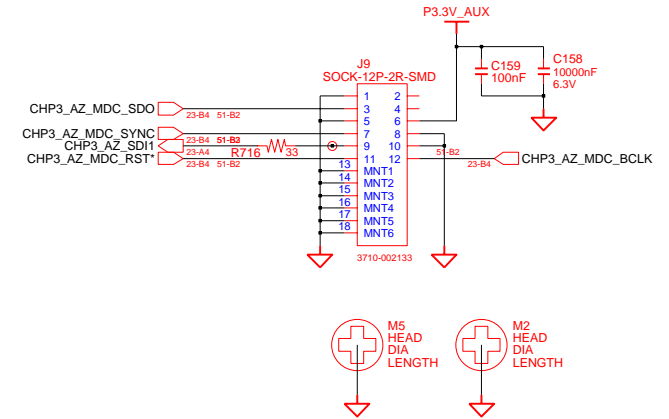 P3.3V_AUX
J9
SOCK-12P-2R-SMD
C159
100nF
C158
10000nF
6.3V
1 2
CHP3_AZ_MDC_SDO 23-B4 51-B2 3 4
5 6
CHP3_AZ_MDC_SYNC 23-B4 51-B3 7 8
CHP3_AZ_SDI1 23-A4 R716 33 9 10 51-B2
CHP3_AZ_MDC_RST* 23-B4 51-B2 11 12 23-B4 CHP3_AZ_MDC_BCLK
13 MNT1
14 MNT2
15 MNT3
16 MNT4
17 MNT5
18 MNT6
3710-002133
M5
HEAD
DIA
LENGTH
M2
HEAD
DIA
LENGTH